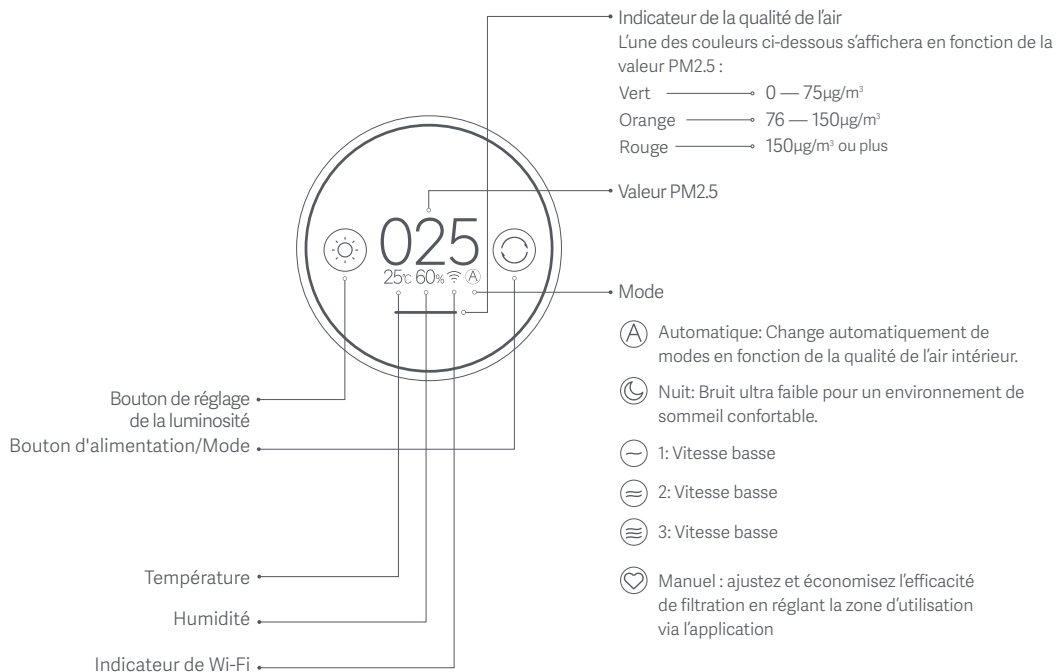 Indicateur de la qualité de l'air
L'une des couleurs ci-dessous s'affichera en fonction de la
valeur PM2.5 :
Vert 0 — 75µg/m³
Orange 76 — 150µg/m³
Rouge 150µg/m³ ou plus
Valeur PM2.5
025
25℃ 60% A
Mode
A Automatique: Change automatiquement de
modes en fonction de la qualité de l'air intérieur.
Nuit: Bruit ultra faible pour un environnement de
sommeil confortable.
1: Vitesse basse
2: Vitesse basse
3: Vitesse basse
Manuel : ajustez et économisez l'efficacité
de filtration en réglant la zone d'utilisation
via l'application
Bouton de réglage
de la luminosité
Bouton d'alimentation/Mode
Température
Humidité
Indicateur de Wi-Fi